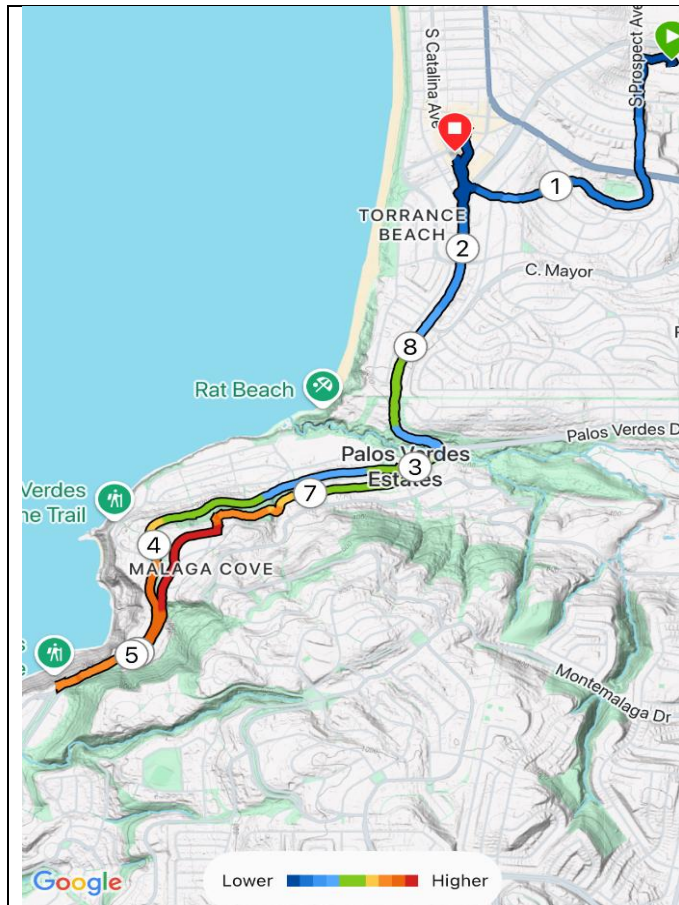 S Catalina Ave
S Prospect Ave
1
TORRANCE
BEACH
2
C. Mayor
8
Rat Beach
Palos Verdes D
Palos Verdes
Estates
3
7
Verdes
ne Trail
4
MALAGA COVE
5
s
e
Montemalaga Dr
Google
Lower
Higher